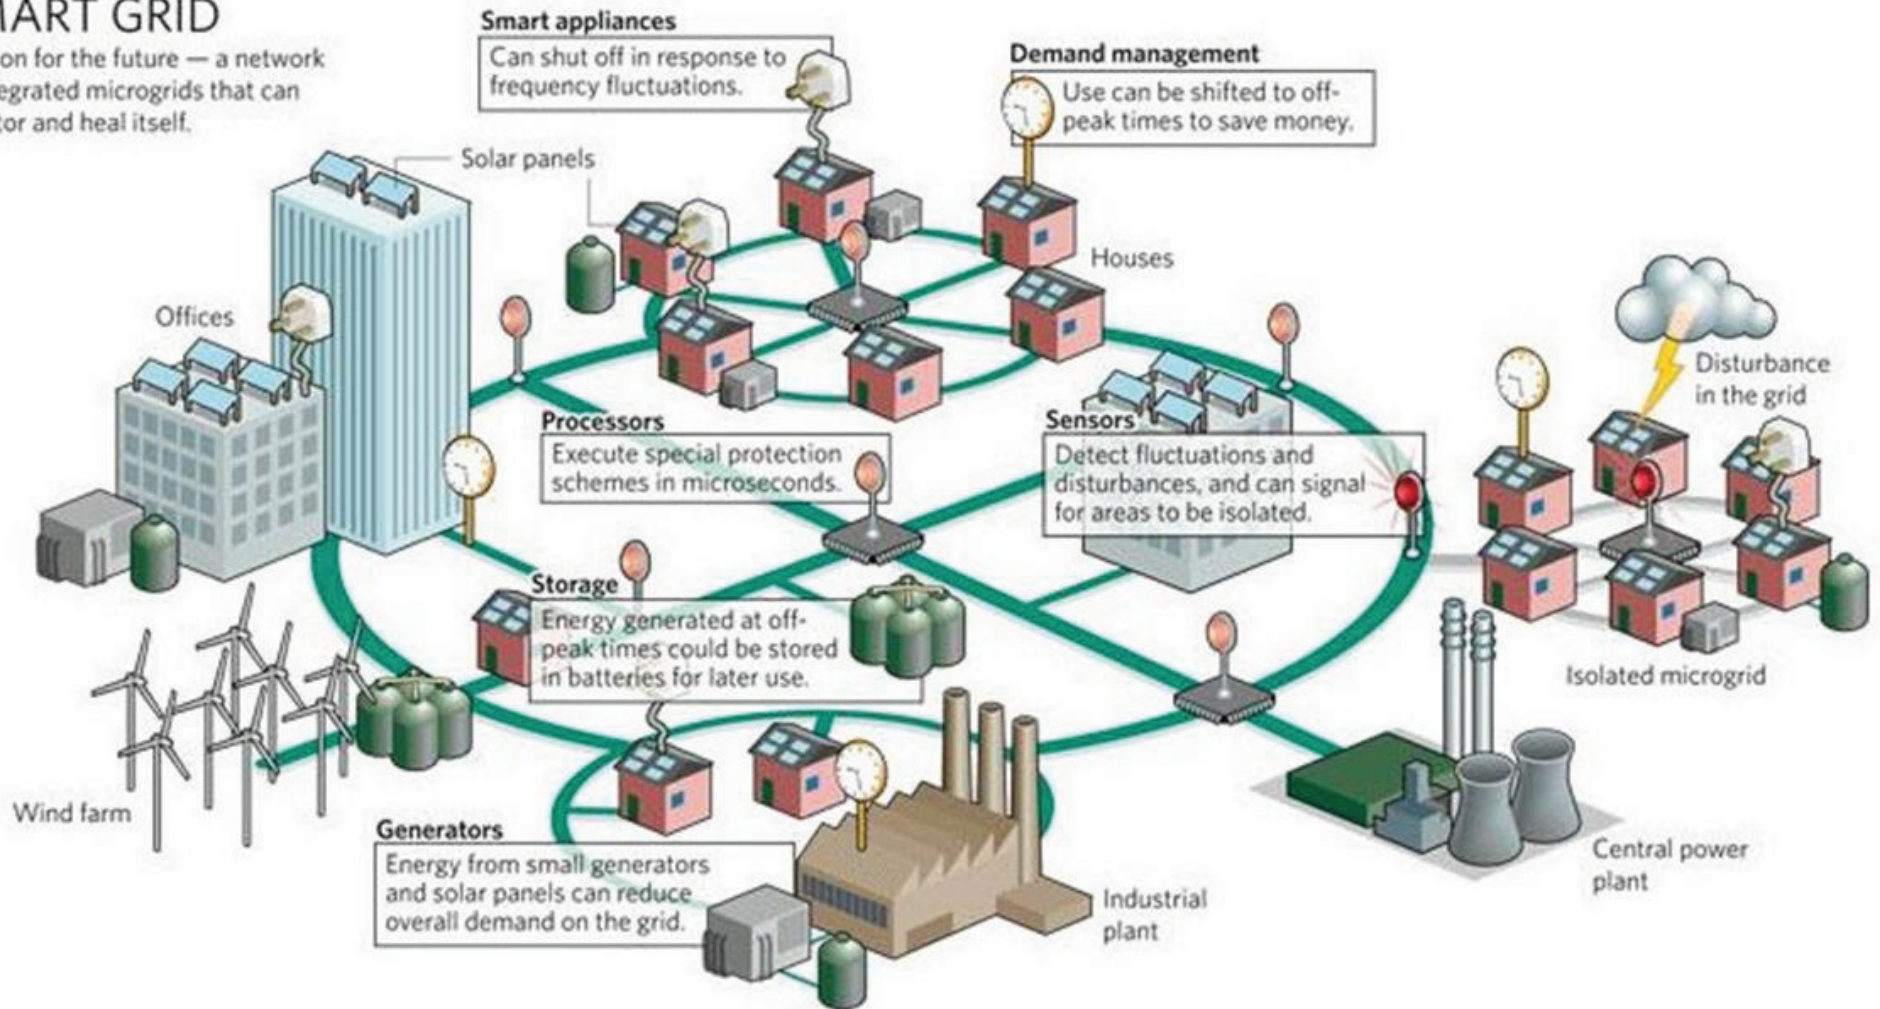 MART GRID
on for the future — a network
egrated microgrids that can
tor and heal itself.
Smart appliances
Can shut off in response to
frequency fluctuations.
Demand management
Use can be shifted to off-
peak times to save money.
Solar panels
Houses
Offices
Disturbance
in the grid
Processors
Execute special protection
schemes in microseconds.
Sensors
Detect fluctuations and
disturbances, and can signal
for areas to be isolated.
Storage
Energy generated at off-
peak times could be stored
in batteries for later use.
Isolated microgrid
Wind farm
Generators
Energy from small generators
and solar panels can reduce
overall demand on the grid.
Central power
plant
Industrial
plant